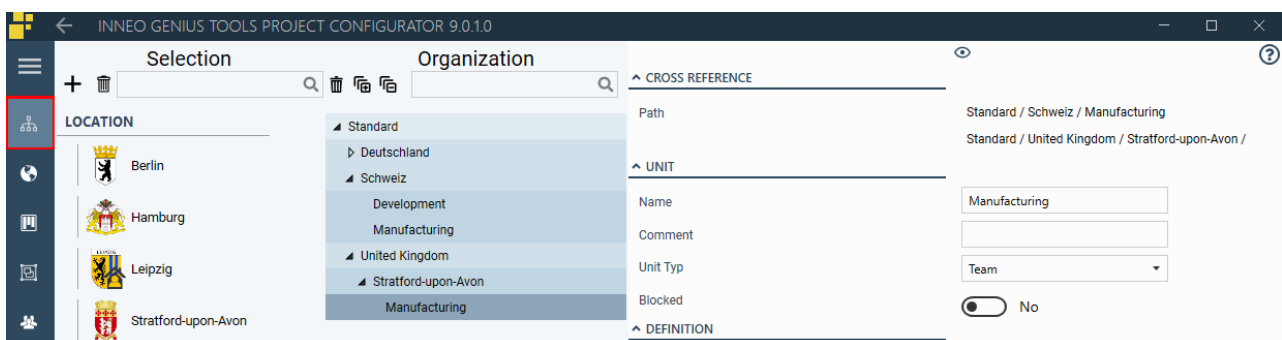 INNEO GENIUS TOOLS PROJECT CONFIGURATOR 9.0.1.0
Selection
Organization
LOCATION
Berlin
Hamburg
Leipzig
Stratford-upon-Avon
Standard
Deutschland
Schweiz
Development
Manufacturing
United Kingdom
Stratford-upon-Avon
Manufacturing
CROSS REFERENCE
Path
Standard / Schweiz / Manufacturing
Standard / United Kingdom / Stratford-upon-Avon /
UNIT
Name
Manufacturing
Comment
Unit Typ
Team
Blocked
No
DEFINITION